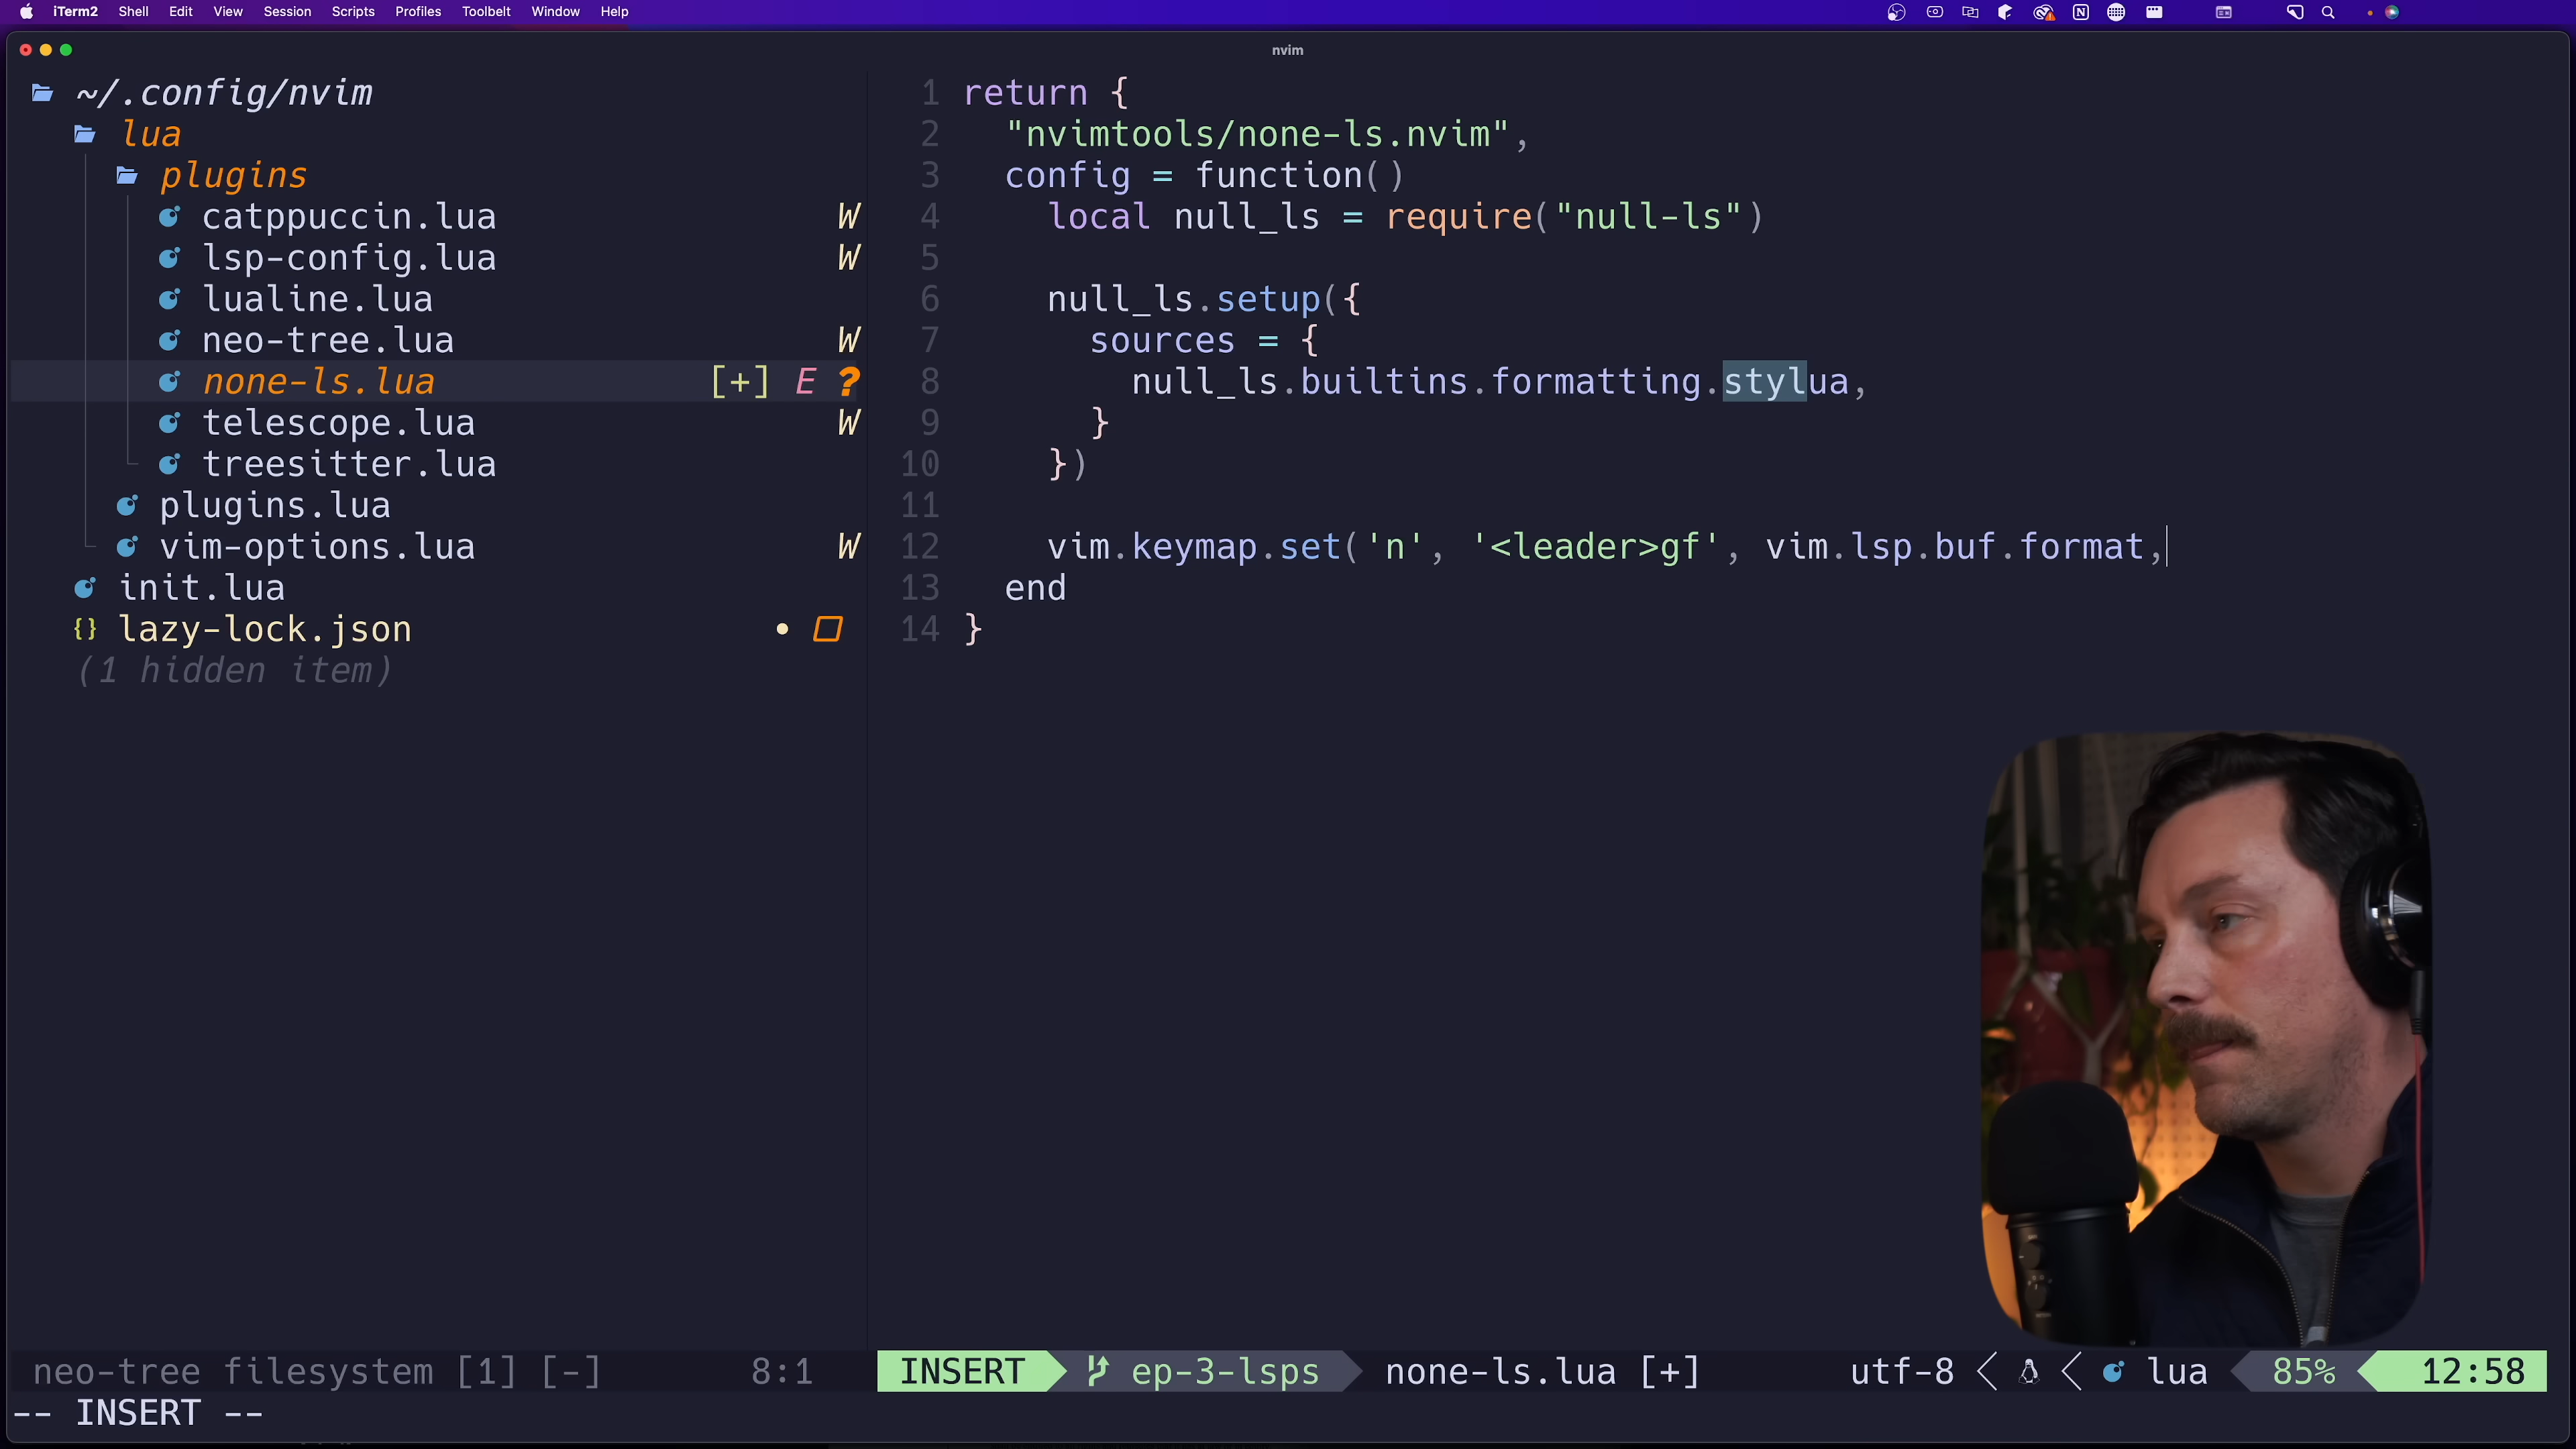 iTerm2 Shell Edit View Session Scripts Profiles Toolbelt Window Help
nvim
~/.config/nvim
lua
plugins
catppuccin.lua W
lsp-config.lua W
lualine.lua
neo-tree.lua W
none-ls.lua [+] E ?
telescope.lua W
treesitter.lua
plugins.lua
vim-options.lua W
init.lua
{} lazy-lock.json
(1 hidden item)
1 return {
2 "nvimtools/none-ls.nvim",
3 config = function()
4 local null_ls = require("null-ls")
5
6 null_ls.setup({
7 sources = {
8 null_ls.builtins.formatting.stylua,
9 }
10 })
11
12 vim.keymap.set('n', '<leader>gf', vim.lsp.buf.format,
13 end
14 }
neo-tree filesystem [1] [-] 8:1
INSERT ep-3-lsps none-ls.lua [+] utf-8 lua 85% 12:58
-- INSERT --